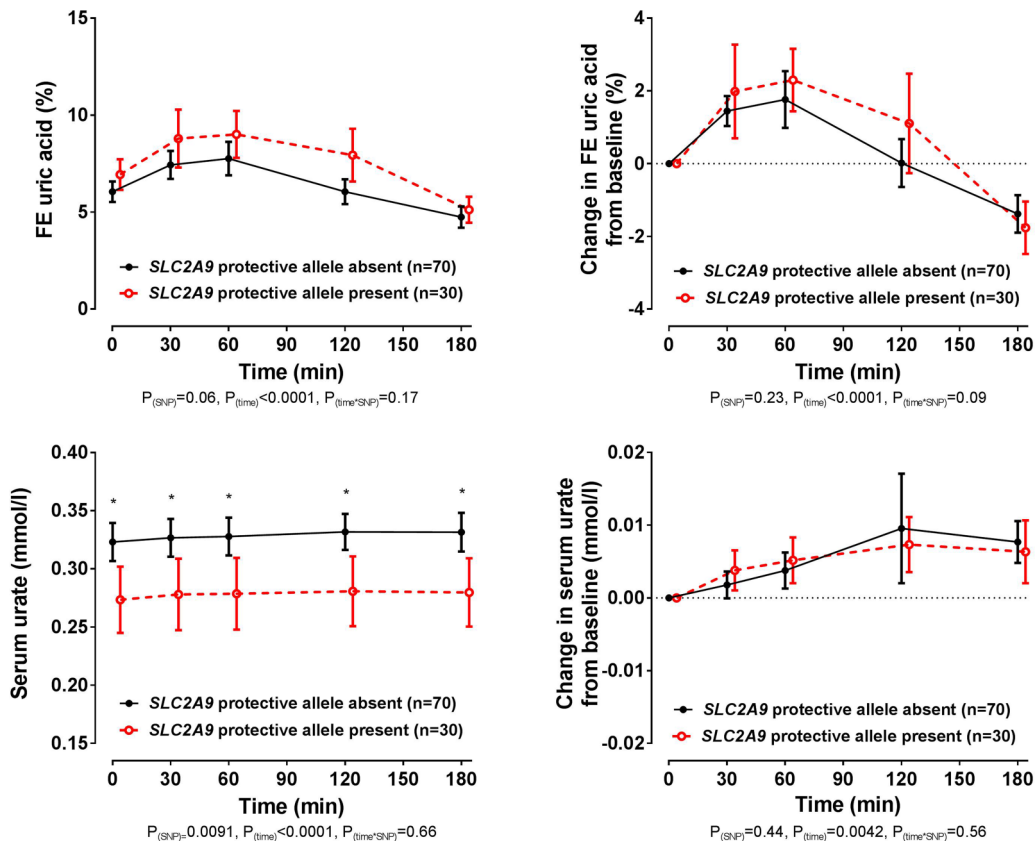 FE uric acid (%)
15
10
5
0
SLC2A9 protective allele absent (n=70)
SLC2A9 protective allele present (n=30)
0 30 60 90 120 150 180
Time (min)
P(SNP)=0.06, P(time)<0.0001, P(time*SNP)=0.17
Change in FE uric acid
from baseline (%)
4
2
0
-2
-4
SLC2A9 protective allele absent (n=70)
SLC2A9 protective allele present (n=30)
0 30 60 90 120 150 180
Time (min)
P(SNP)=0.23, P(time)<0.0001, P(time*SNP)=0.09
Serum urate (mmol/l)
0.40
0.35
0.30
0.25
0.20
0.15
* * * * *
SLC2A9 protective allele absent (n=70)
SLC2A9 protective allele present (n=30)
0 30 60 90 120 150 180
Time (min)
P(SNP)=0.0091, P(time)<0.0001, P(time*SNP)=0.66
Change in serum urate
from baseline (mmol/l)
0.02
0.01
0.00
-0.01
-0.02
SLC2A9 protective allele absent (n=70)
SLC2A9 protective allele present (n=30)
0 30 60 90 120 150 180
Time (min)
P(SNP)=0.44, P(time)=0.0042, P(time*SNP)=0.56